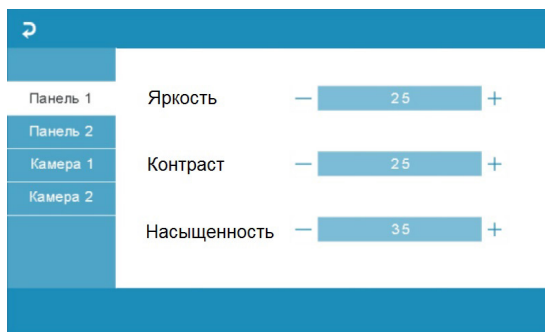 Панель 1
Панель 2
Камера 1
Камера 2
Яркость — 25 +
Контраст — 25 +
Насыщенность — 35 +